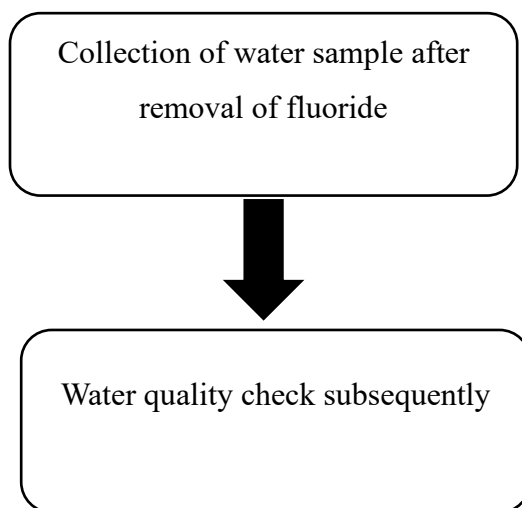 Collection of water sample after
removal of fluoride
Water quality check subsequently